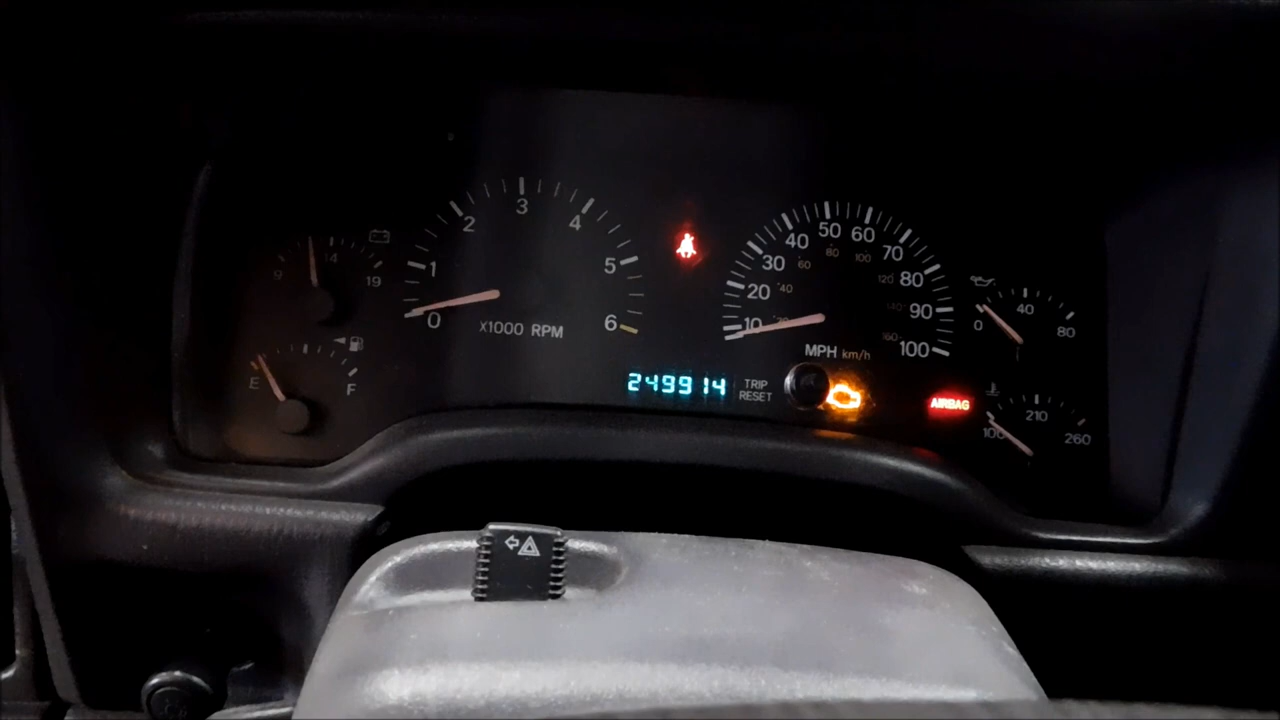 9 14 19
E F
0 1 2 3 4 5 6
X1000 RPM
249914
TRIP
RESET
10 20 30 40 50 60 70 80 90 100
20 40 60 80 100 120 140 160
MPH km/h
AIRBAG
0 40 80
100 210 260